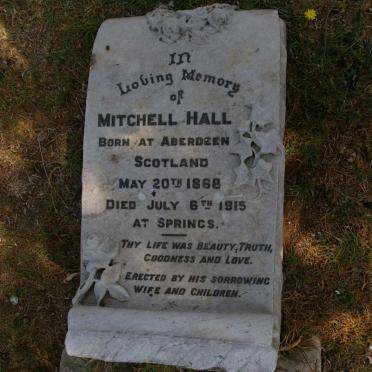 In
Loving Memory
of
MITCHELL HALL
BORN AT ABERDEEN
SCOTLAND
MAY 20TH 1868
DIED JULY 6TH 1915
AT SPRINGS.
THY LIFE WAS BEAUTY, TRUTH,
GOODNESS AND LOVE.
ERECTED BY HIS SORROWING
WIFE AND CHILDREN.